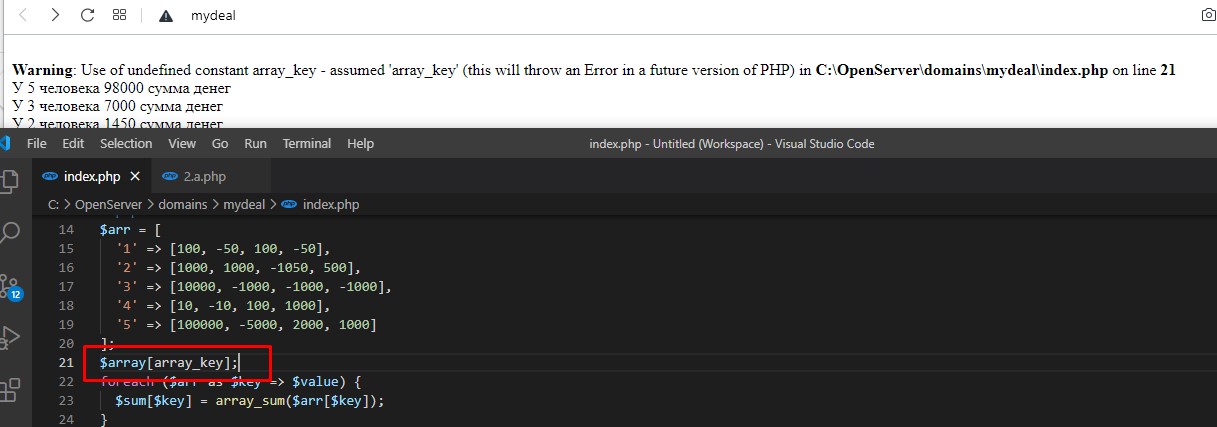 mydeal
Warning: Use of undefined constant array_key - assumed 'array_key' (this will throw an Error in a future version of PHP) in C:\OpenServer\domains\mydeal\index.php on line 21
У 5 человека 98000 сумма денег
У 3 человека 7000 сумма денег
У 2 человека 1450 сумма денег
File Edit Selection View Go Run Terminal Help index.php - Untitled (Workspace) - Visual Studio Code
index.php 2.a.php
C: > OpenServer > domains > mydeal > index.php
14 $arr = [
15 '1' => [100, -50, 100, -50],
16 '2' => [1000, 1000, -1050, 500],
17 '3' => [10000, -1000, -1000, -1000],
18 '4' => [10, -10, 100, 1000],
19 '5' => [100000, -5000, 2000, 1000]
20 ];
21 $array[array_key];
22 foreach ($arr as $key => $value) {
23 $sum[$key] = array_sum($arr[$key]);
24 }
12